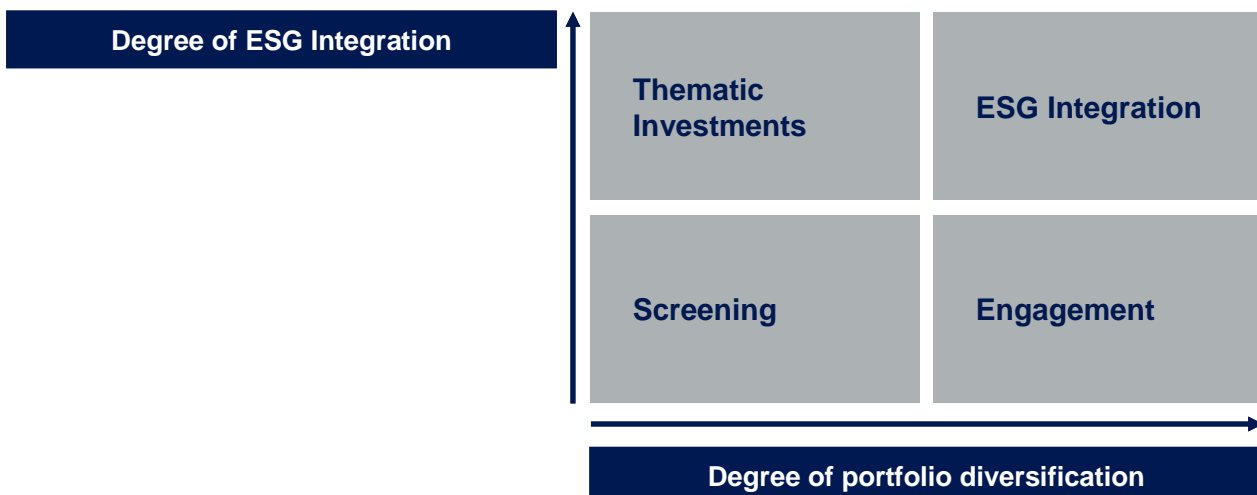 Degree of ESG Integration
Thematic
Investments
ESG Integration
Screening
Engagement
Degree of portfolio diversification